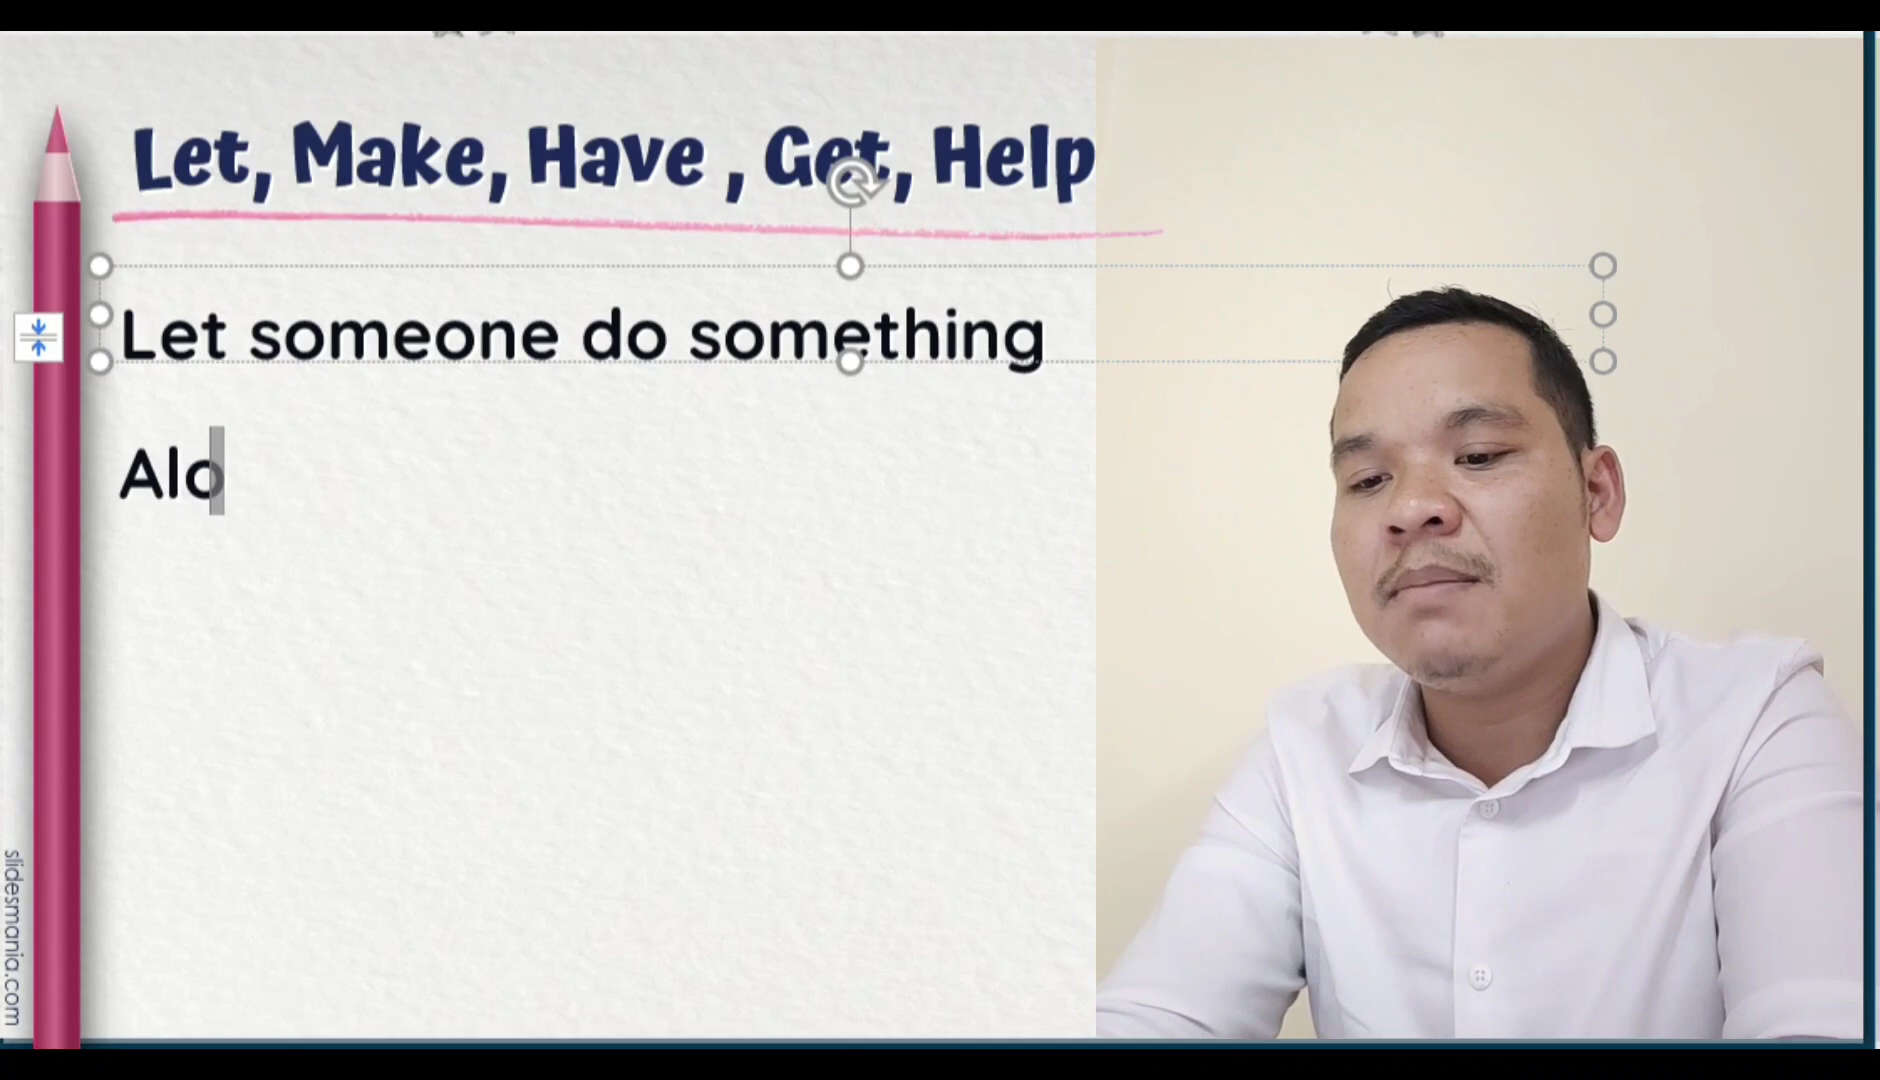 Let, Make, Have , Get, Help
Let someone do something
Alo
slidesmania.com